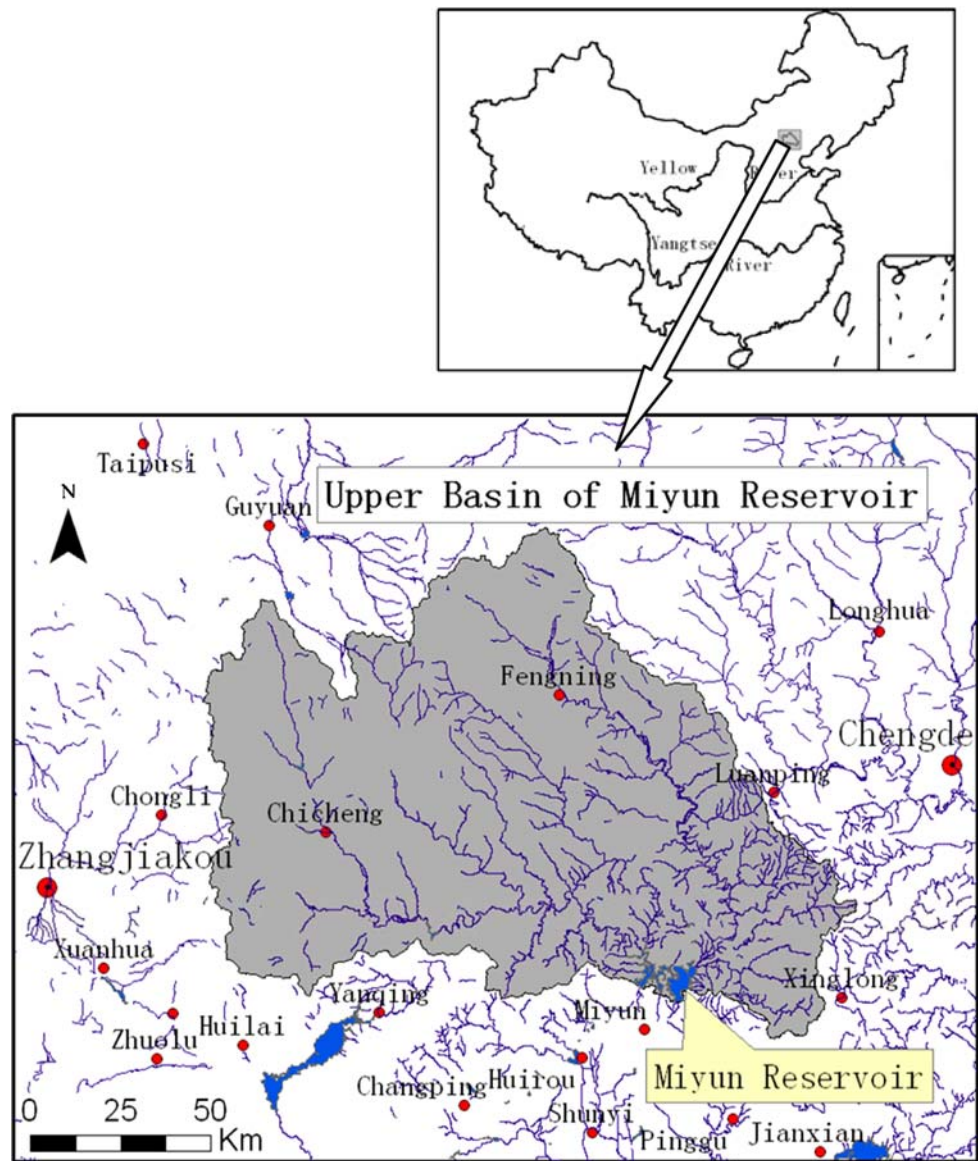 Yellow
River
Yangtse
River
Upper Basin of Miyun Reservoir
Taipusi
N
Guyuan
Longhua
Fengning
Chengde
Luanping
Chongli
Chicheng
Zhangjiakou
Xuanhua
Xinglong
Yanqing
Miyun
Huilai
Zhuolu
Miyun Reservoir
Changping
Huirou
Shunyi
Pinggu
Jianxian
0 25 50
Km